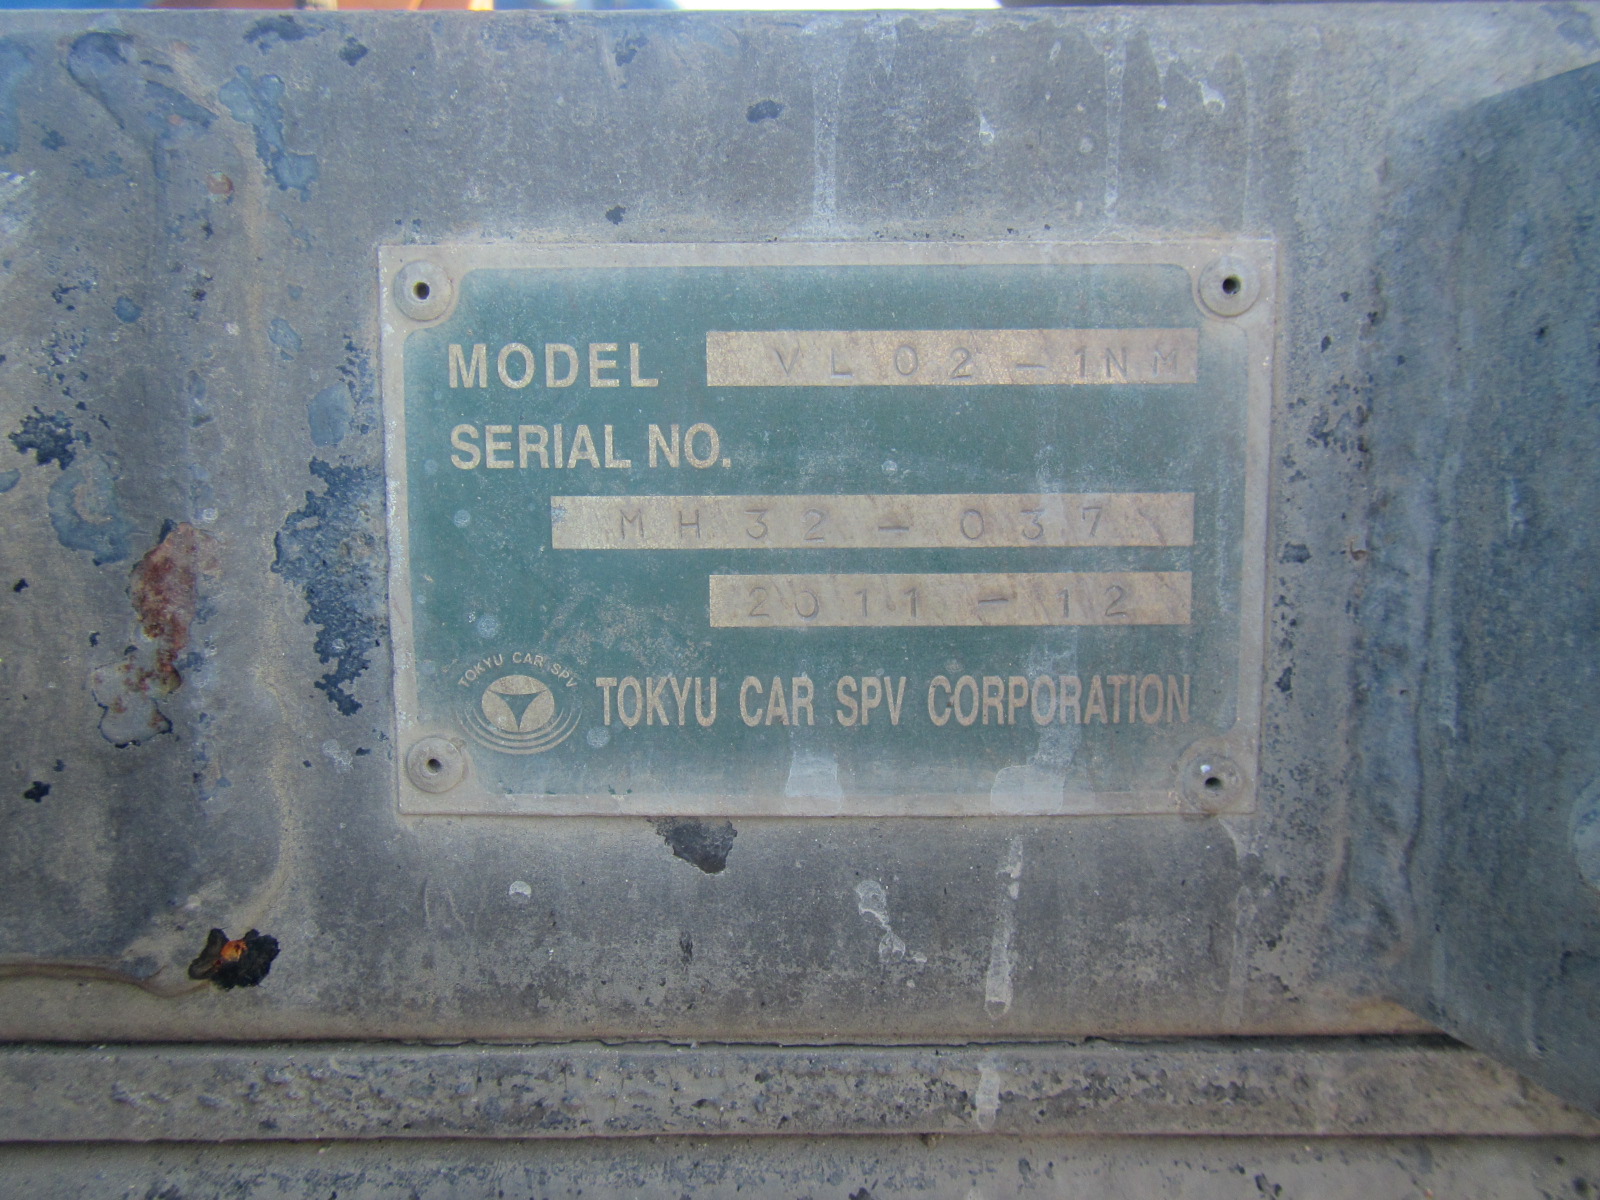 MODEL VL02-1NM
SERIAL NO.
MH32-037
2011-12
TOKYU CAR SPV
TOKYU CAR SPV CORPORATION